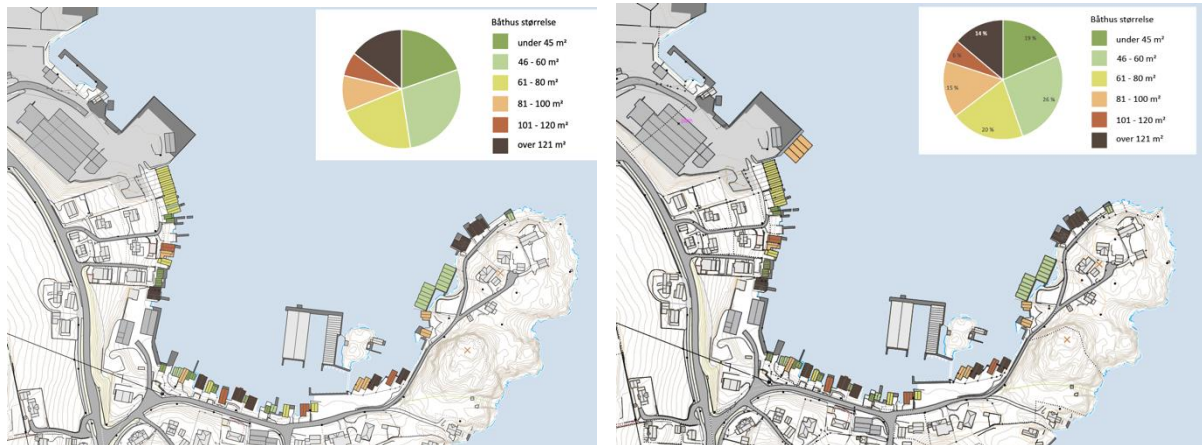 Båthus størrelse
under 45 m²
46 - 60 m²
61 - 80 m²
81 - 100 m²
101 - 120 m²
over 121 m²
Båthus størrelse
under 45 m²
46 - 60 m²
61 - 80 m²
81 - 100 m²
101 - 120 m²
over 121 m²
14 %
19 %
15 %
26 %
20 %